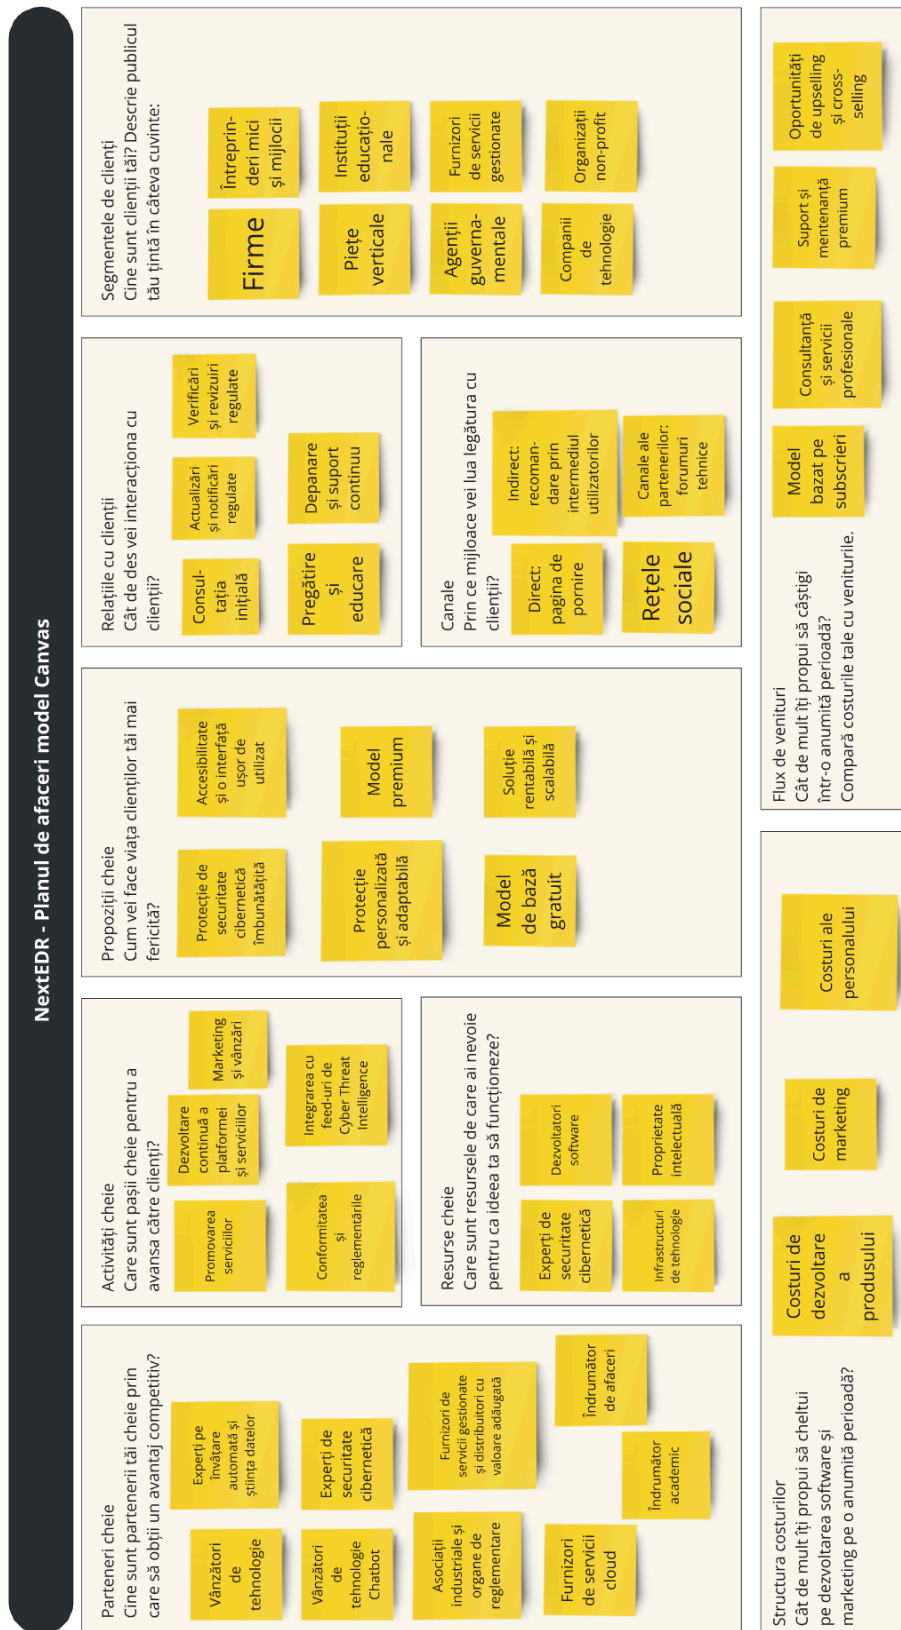 NextEDR - Planul de afaceri model Canvas
Parteneri cheie
Cine sunt partenerii tăi cheie prin
care să obții un avantaj competitiv?
Vânzători
de
tehnologie
Experți pe
învățare
automată și
știința datelor
Vânzători
de
tehnologie
Chatbot
Experți de
securitate
cibernetică
Asociații
industriale și
organe de
reglementare
Furnizori de
servicii gestionate
și distribuitori cu
valoare adăugată
Furnizori
de servicii
cloud
Îndrumător
de afaceri
Îndrumător
academic
Activități cheie
Care sunt pașii cheie pentru a
avansa către clienți?
Promovarea
serviciilor
Dezvoltare
continuă a
platformei
și serviciilor
Marketing
și vânzări
Conformitatea
și
reglementările
Integrarea cu
feed-uri de
Cyber Threat
Intelligence
Resurse cheie
Care sunt resursele de care ai nevoie
pentru ca ideea ta să funcționeze?
Experți de
securitate
cibernetică
Dezvoltatori
software
Infrastructuri
de tehnologie
Proprietate
intelectuală
Propoziții cheie
Cum vei face viața clienților tăi mai
fericită?
Protecție de
securitate
cibernetică
îmbunătățită
Accesibilitate
și o interfață
ușor de
utilizat
Protecție
personalizată
și adaptabilă
Model
premium
Model
de bază
gratuit
Soluție
rentabilă și
scalabilă
Relațiile cu clienții
Cât de des vei interacționa cu
clienții?
Consul-
tația
inițială
Actualizări
și notificări
regulate
Verificări
și revizuiri
regulate
Pregătire
și
educare
Depanare
și suport
continuu
Canale
Prin ce mijloace vei lua legătura cu
clienții?
Direct:
pagina de
pornire
Indirect:
recoman-
dare prin
intermediul
utilizatorilor
Rețele
sociale
Canale ale
partenerilor:
forumuri
tehnice
Segmentele de clienți
Cine sunt clienții tăi? Descrie publicul
tău țintă în câteva cuvinte:
Firme
Întreprin-
deri mici
și mijlocii
Piețe
verticale
Instituții
educațio-
nale
Agenții
guverna-
mentale
Furnizori
de servicii
gestionate
Companii
de
tehnologie
Organizații
non-profit
Structura costurilor
Cât de mult îți propui să cheltui
pe dezvoltarea software și
marketing pe o anumită perioadă?
Costuri de
dezvoltare
a
produsului
Costuri de
marketing
Costuri ale
personalului
Flux de venituri
Cât de mult îți propui să câștigi
într-o anumită perioadă?
Compară costurile tale cu veniturile.
Model
bazat pe
subscrieri
Consultanță
și servicii
profesionale
Suport și
mentenanță
premium
Oportunități
de upselling
și cross-
selling